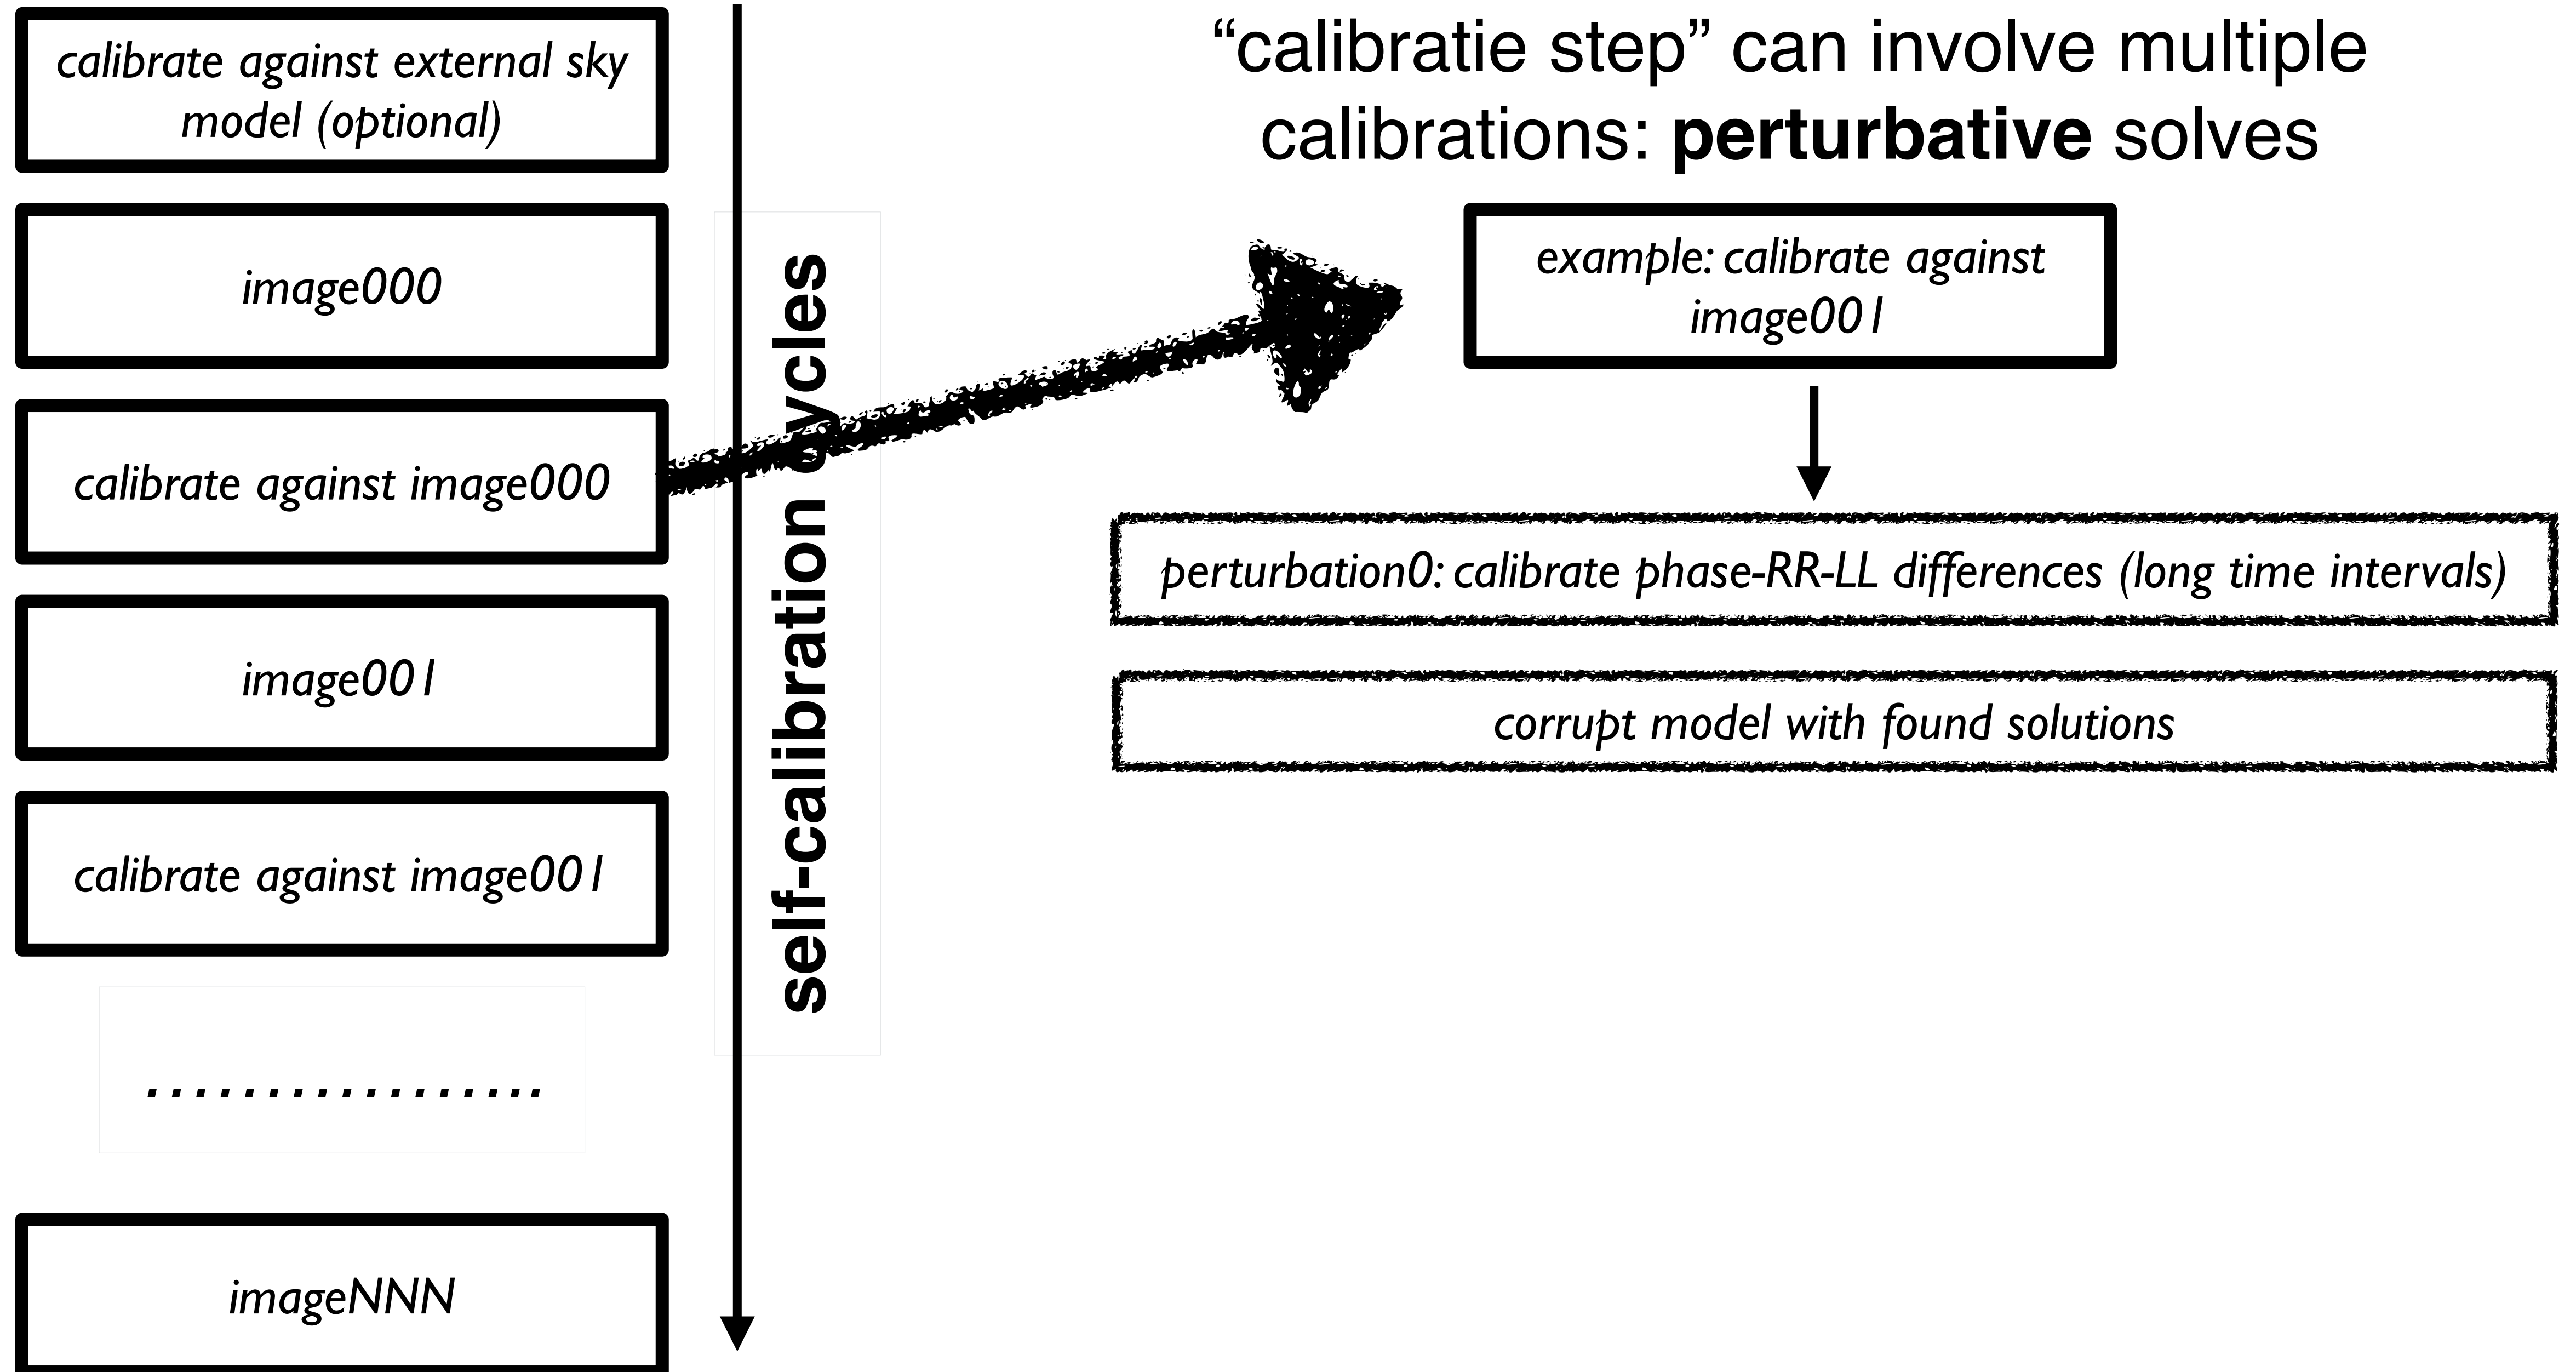 calibrate against external sky
model (optional)
image000
calibrate against image000
image001
calibrate against image001
.................
imageNNN
self-calibration cycles
“calibratie step” can involve multiple
calibrations: perturbative solves
example: calibrate against
image001
perturbation0: calibrate phase-RR-LL differences (long time intervals)
corrupt model with found solutions